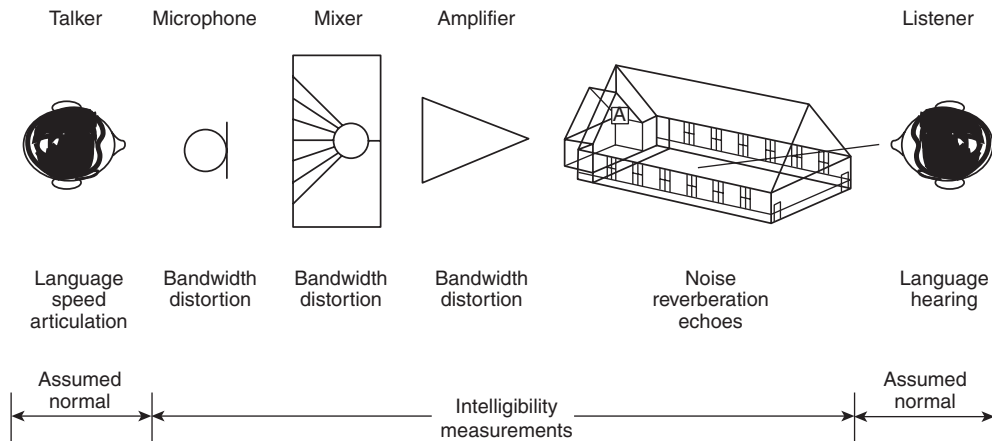 Talker
Microphone
Mixer
Amplifier
Listener
A
Language
speed
articulation
Bandwidth
distortion
Bandwidth
distortion
Bandwidth
distortion
Noise
reverberation
echoes
Language
hearing
Assumed
normal
Intelligibility
measurements
Assumed
normal